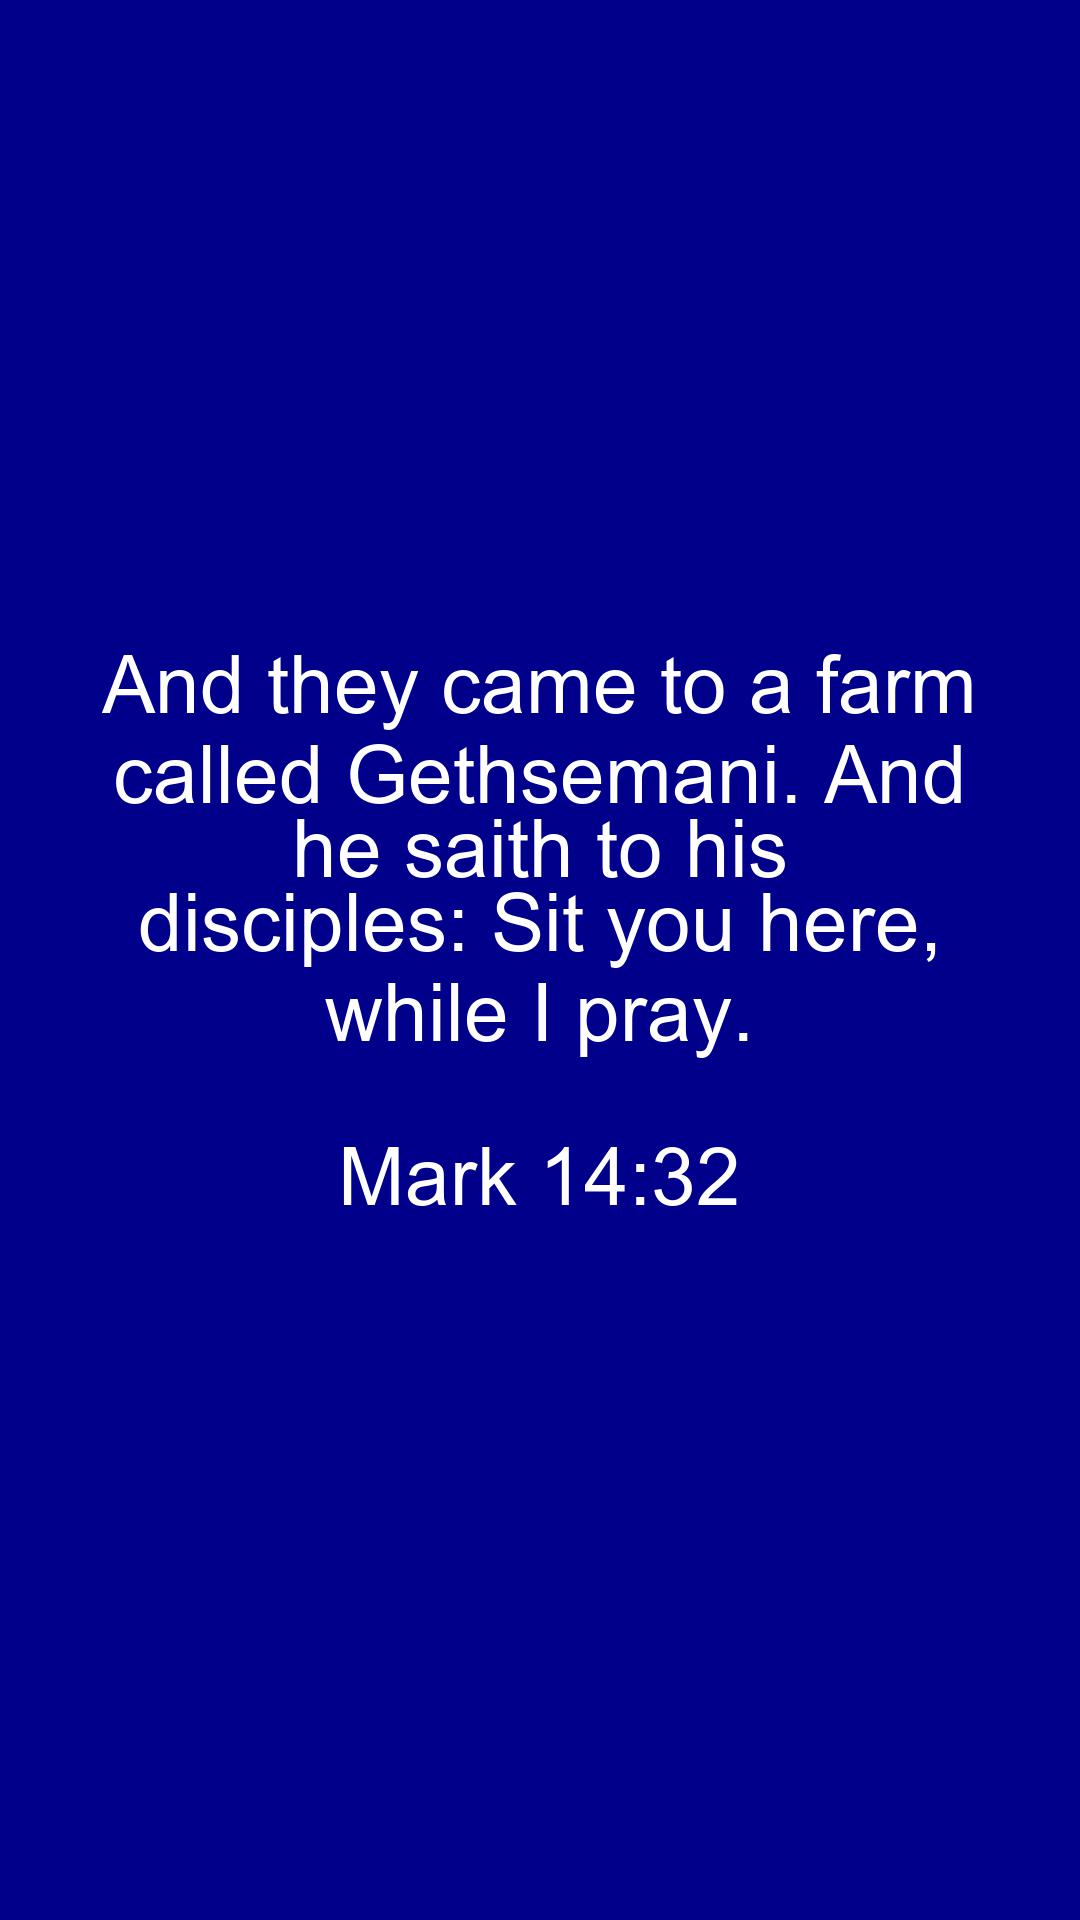 And they came to a farm
called Gethsemani. And
he saith to his
disciples: Sit you here,
while I pray.
Mark 14:32